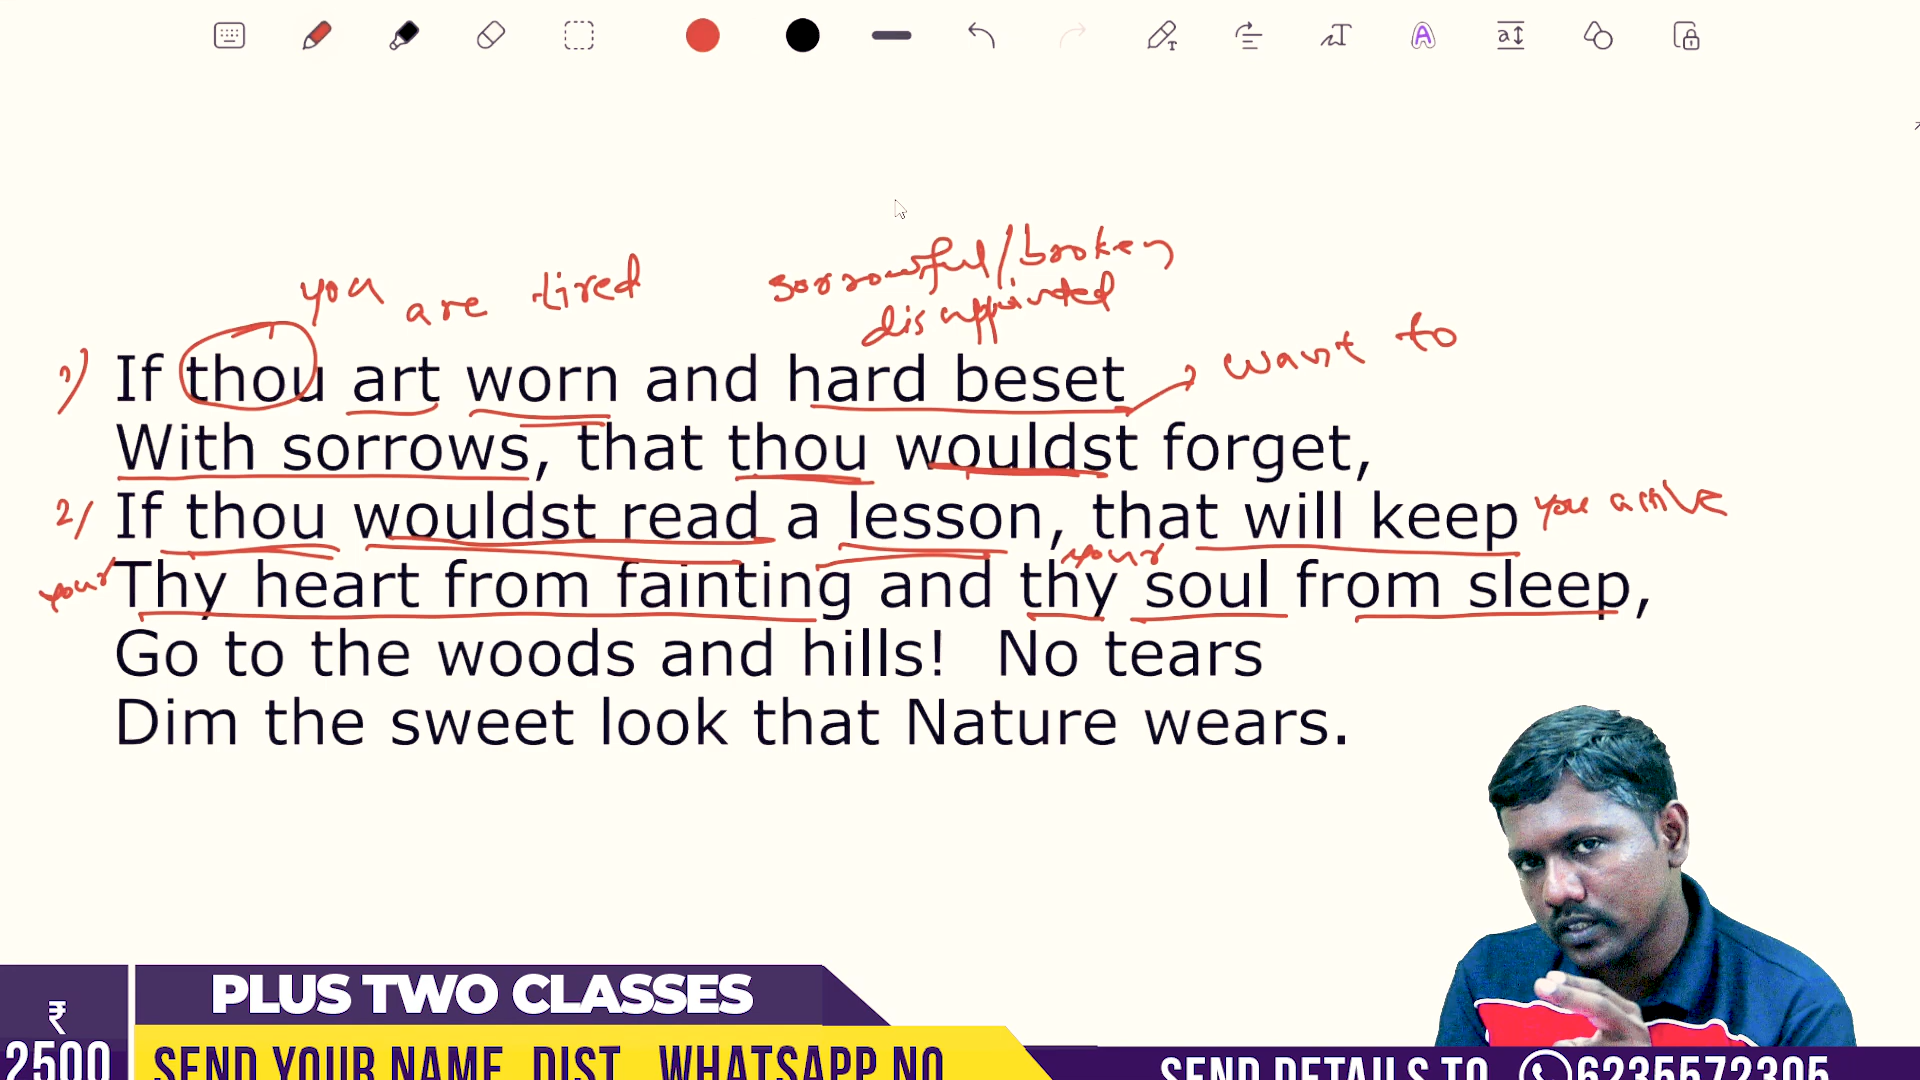 you are tired sorrowful/broken
disappointed
want to
1) If thou art worn and hard beset
With sorrows, that thou wouldst forget,
2) If thou wouldst read a lesson, that will keep you active
your
your Thy heart from fainting and thy soul from sleep,
Go to the woods and hills!  No tears
Dim the sweet look that Nature wears.
PLUS TWO CLASSES
₹
2500 SEND YOUR NAME, DIST, WHATSAPP NO SEND DETAILS TO 6235572305